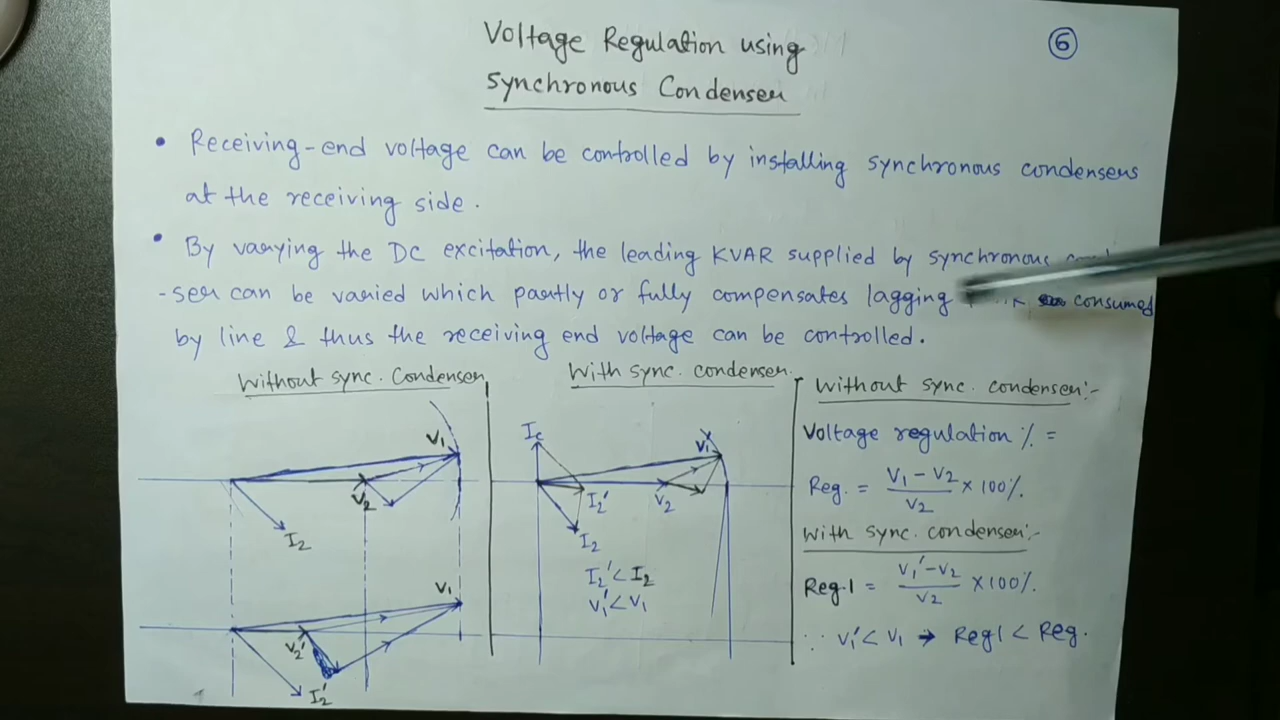 Voltage Regulation using
Synchronous Condenser
6
• Receiving-end voltage can be controlled by installing synchronous condensers
at the receiving side.
• By varying the DC excitation, the leading KVAR supplied by synchronous
-ser can be varied which partly or fully compensates lagging consumed
by line & thus the receiving end voltage can be controlled.
Without sync. Condenser
V1
V2
I2
V1
V2'
I2'
With sync. condenser.
Ic
V1
I2'
V2
I2
I2' < I2
V1' < V1
Without sync. condenser:-
Voltage regulation % =
Reg. = V1 - V2 / V2 × 100%.
With sync. condenser:-
Reg.1 = V1' - V2 / V2 × 100%.
∵ V1' < V1 → Reg1 < Reg.